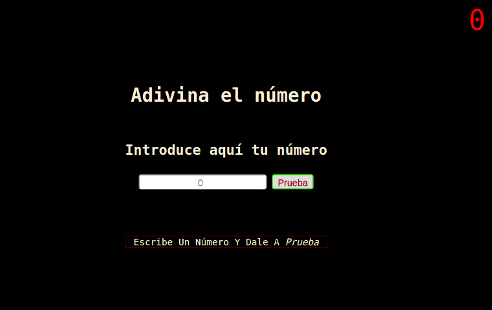 0
Adivina el número
Introduce aquí tu número
0 Prueba
Escribe Un Número Y Dale A Prueba